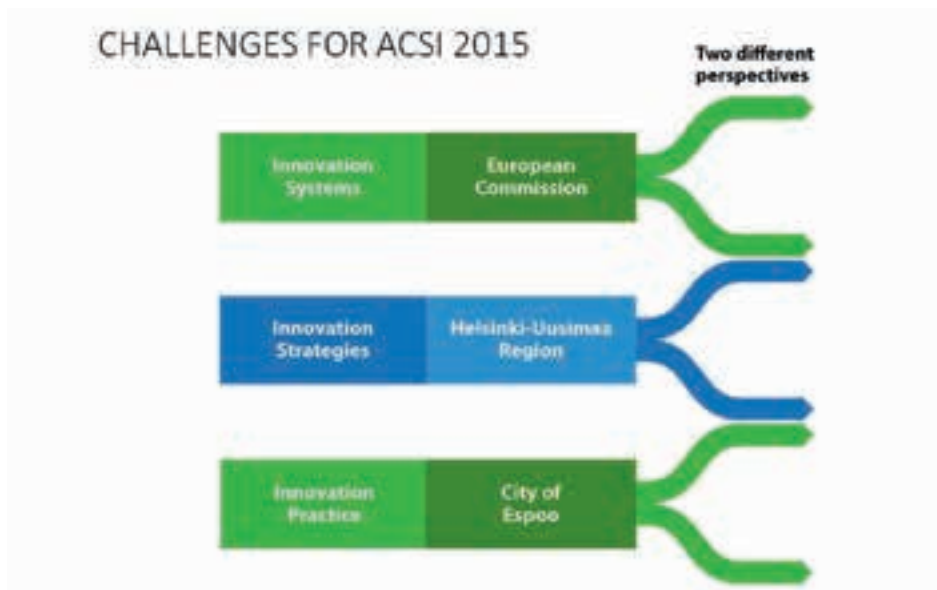 CHALLENGES FOR ACSI 2015
Two different
perspectives
Innovation
Systems
European
Commission
Innovation
Strategies
Helsinki-Uusimaa
Region
Innovation
Practice
City of
Espoo